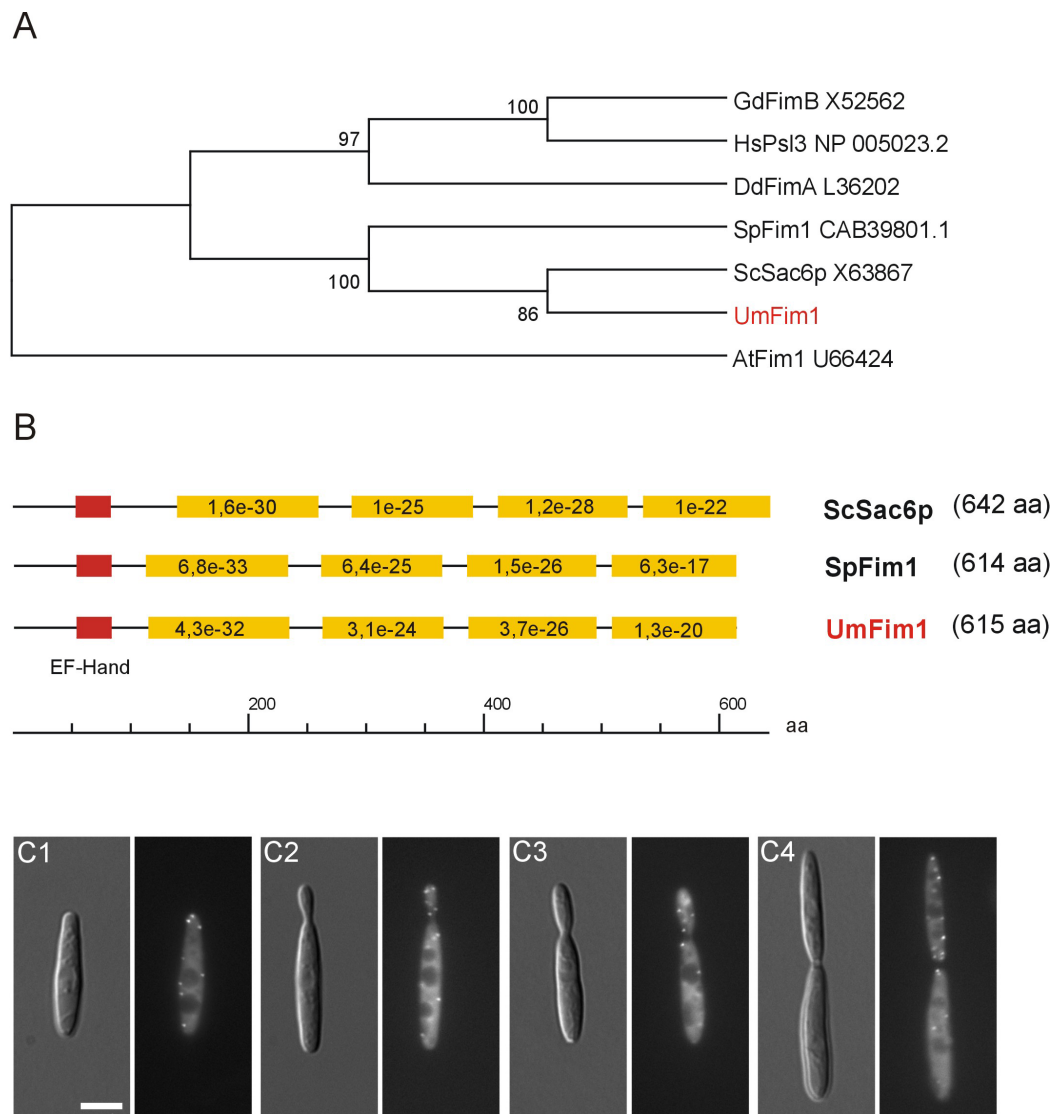 A
GdFimB X52562
100
HsPsl3 NP 005023.2
97
DdFimA L36202
SpFim1 CAB39801.1
100
ScSac6p X63867
86
UmFim1
AtFim1 U66424
B
1,6e-30 1e-25 1,2e-28 1e-22 ScSac6p (642 aa)
6,8e-33 6,4e-25 1,5e-26 6,3e-17 SpFim1 (614 aa)
4,3e-32 3,1e-24 3,7e-26 1,3e-20 UmFim1 (615 aa)
EF-Hand
200 400 600
aa
C1 C2 C3 C4